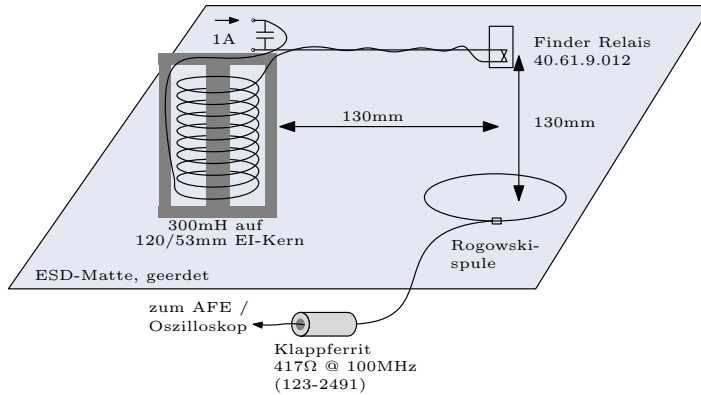 1A
Finder Relais
40.61.9.012
130mm
130mm
300mH auf
120/53mm EI-Kern
Rogowski-
spule
ESD-Matte, geerdet
zum AFE /
Oszilloskop
Klappferrit
417Ω @ 100MHz
(123-2491)